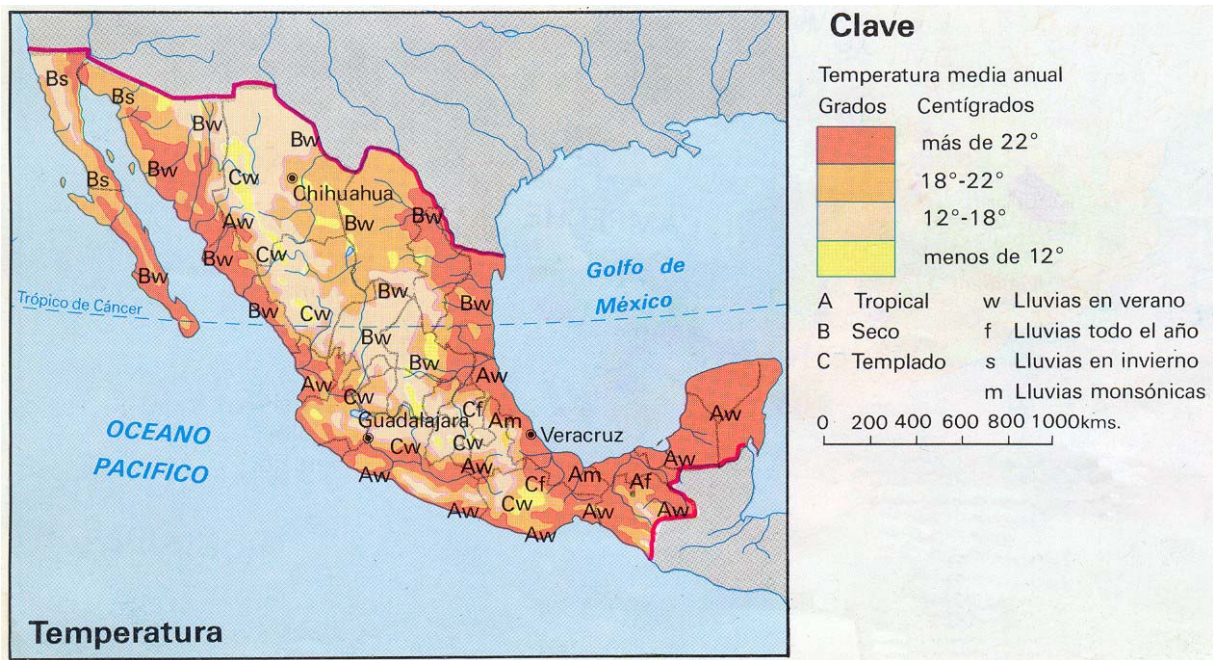 Bs
Bs
Bw
Bw
Bw
Cw
Chihuahua
Bs
Aw
Bw
Bw
Bw
Cw
Bw
Golfo de
México
Trópico de Cáncer
Bw
Bw
Bw
Cw
Bw
Bw
Aw
Aw
Cw
Cf
Am
Aw
OCEANO
PACIFICO
Guadalajara
Veracruz
Cw
Cw
Aw
Aw
Aw
Cf
Am
Af
Cw
Aw
Aw
Aw
Aw
Temperatura
Clave
Temperatura media anual
Grados Centígrados
más de 22°
18°-22°
12°-18°
menos de 12°
A Tropical w Lluvias en verano
B Seco f Lluvias todo el año
C Templado s Lluvias en invierno
m Lluvias monsónicas
0 200 400 600 800 1000kms.